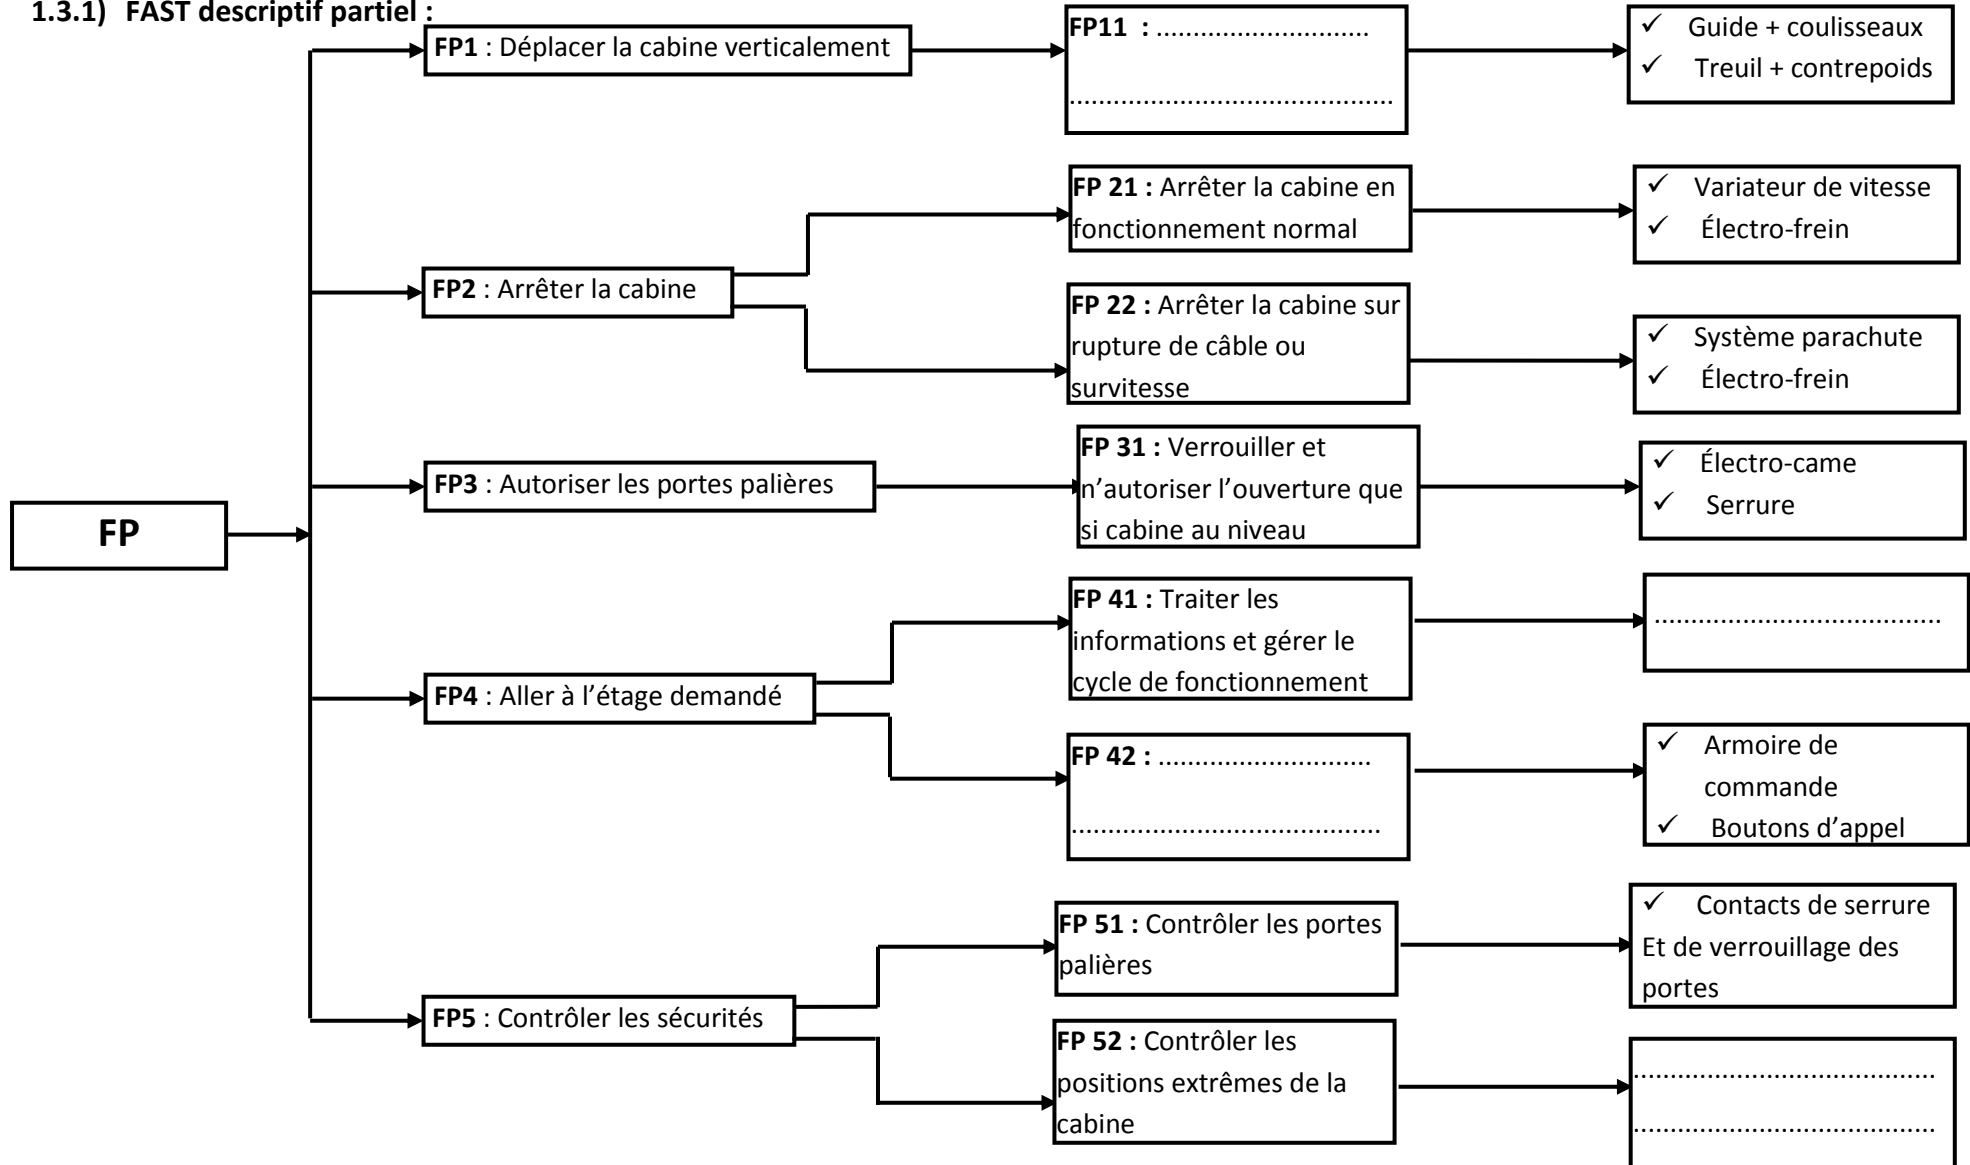 1.3.1) FAST descriptif partiel :
FP1 : Déplacer la cabine verticalement
FP11 : .............................
............................................
✓ Guide + coulisseaux
✓ Treuil + contrepoids
FP2 : Arrêter la cabine
FP 21 : Arrêter la cabine en
fonctionnement normal
✓ Variateur de vitesse
✓ Électro-frein
FP 22 : Arrêter la cabine sur
rupture de câble ou
survitesse
✓ Système parachute
✓ Électro-frein
FP
FP3 : Autoriser les portes palières
FP 31 : Verrouiller et
n’autoriser l’ouverture que
si cabine au niveau
✓ Électro-came
✓ Serrure
FP4 : Aller à l’étage demandé
FP 41 : Traiter les
informations et gérer le
cycle de fonctionnement
.......................................
FP 42 : .............................
..........................................
✓ Armoire de
commande
✓ Boutons d’appel
FP5 : Contrôler les sécurités
FP 51 : Contrôler les portes
palières
✓ Contacts de serrure
Et de verrouillage des
portes
FP 52 : Contrôler les
positions extrêmes de la
cabine
.........................................
.........................................